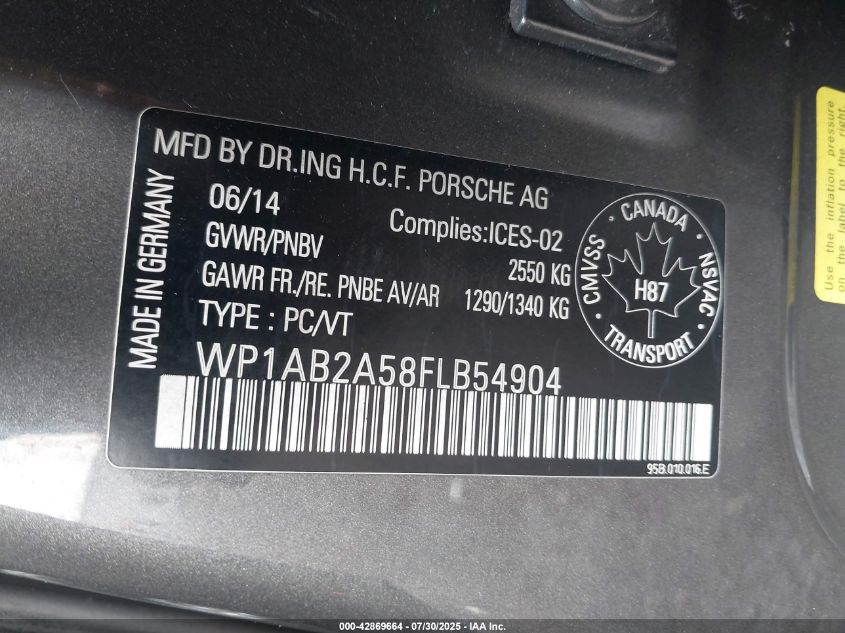 MFD BY DR.ING H.C.F. PORSCHE AG
MADE IN GERMANY
06/14
Complies:ICES-02
GVWR/PNBV 2550 KG
GAWR FR./RE. PNBE AV/AR 1290/1340 KG
TYPE : PC/VT
WP1AB2A58FLB54904
CANADA
CMVSS
NSVAC
H87
TRANSPORT
95B.010.016.E
Use the inflation pressure
on the label to the right.
000-42869664 / 07/30/2025 - IAA Inc.